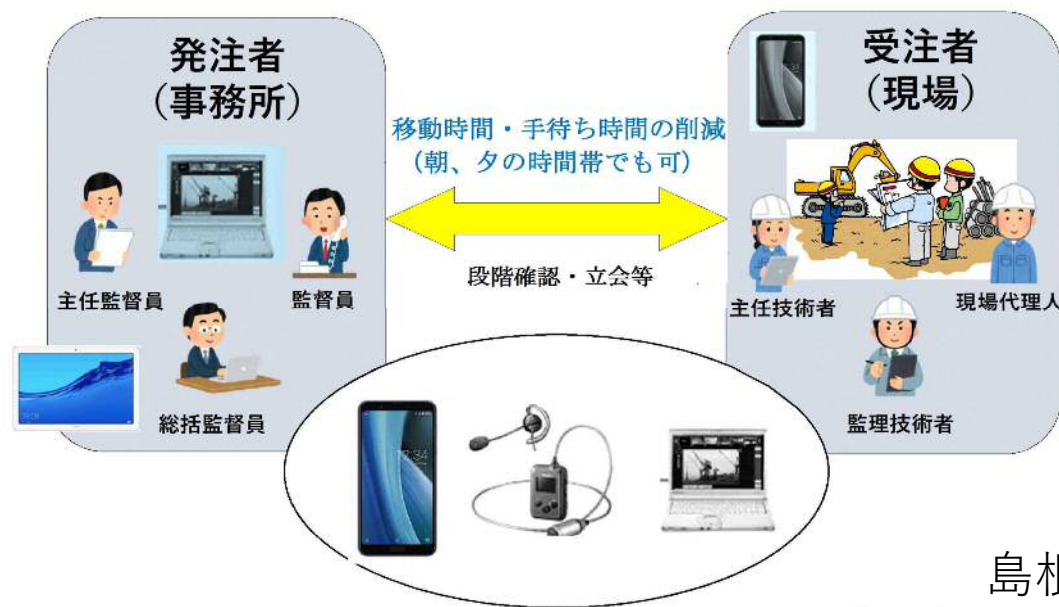 発注者
（事務所）
主任監督員
監督員
総括監督員
移動時間・手待ち時間の削減
（朝、夕の時間帯でも可）
段階確認・立会等
受注者
（現場）
主任技術者
現場代理人
監理技術者
島根